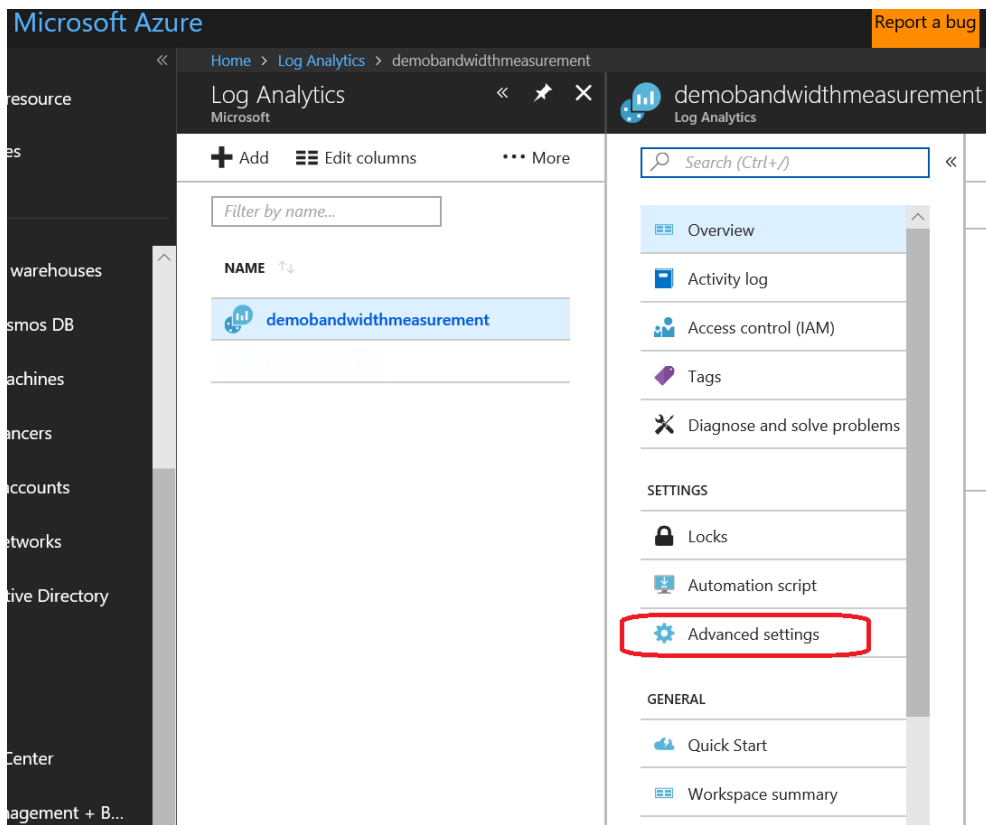 Microsoft Azure
Report a bug
Home > Log Analytics > demobandwidthmeasurement
resource
es
warehouses
smos DB
achines
ancers
accounts
etworks
tive Directory
Center
nagement + B...
Log Analytics
Microsoft
Add
Edit columns
••• More
Filter by name...
NAME
demobandwidthmeasurement
demobandwidthmeasurement
Log Analytics
Search (Ctrl+/)
Overview
Activity log
Access control (IAM)
Tags
Diagnose and solve problems
SETTINGS
Locks
Automation script
Advanced settings
GENERAL
Quick Start
Workspace summary